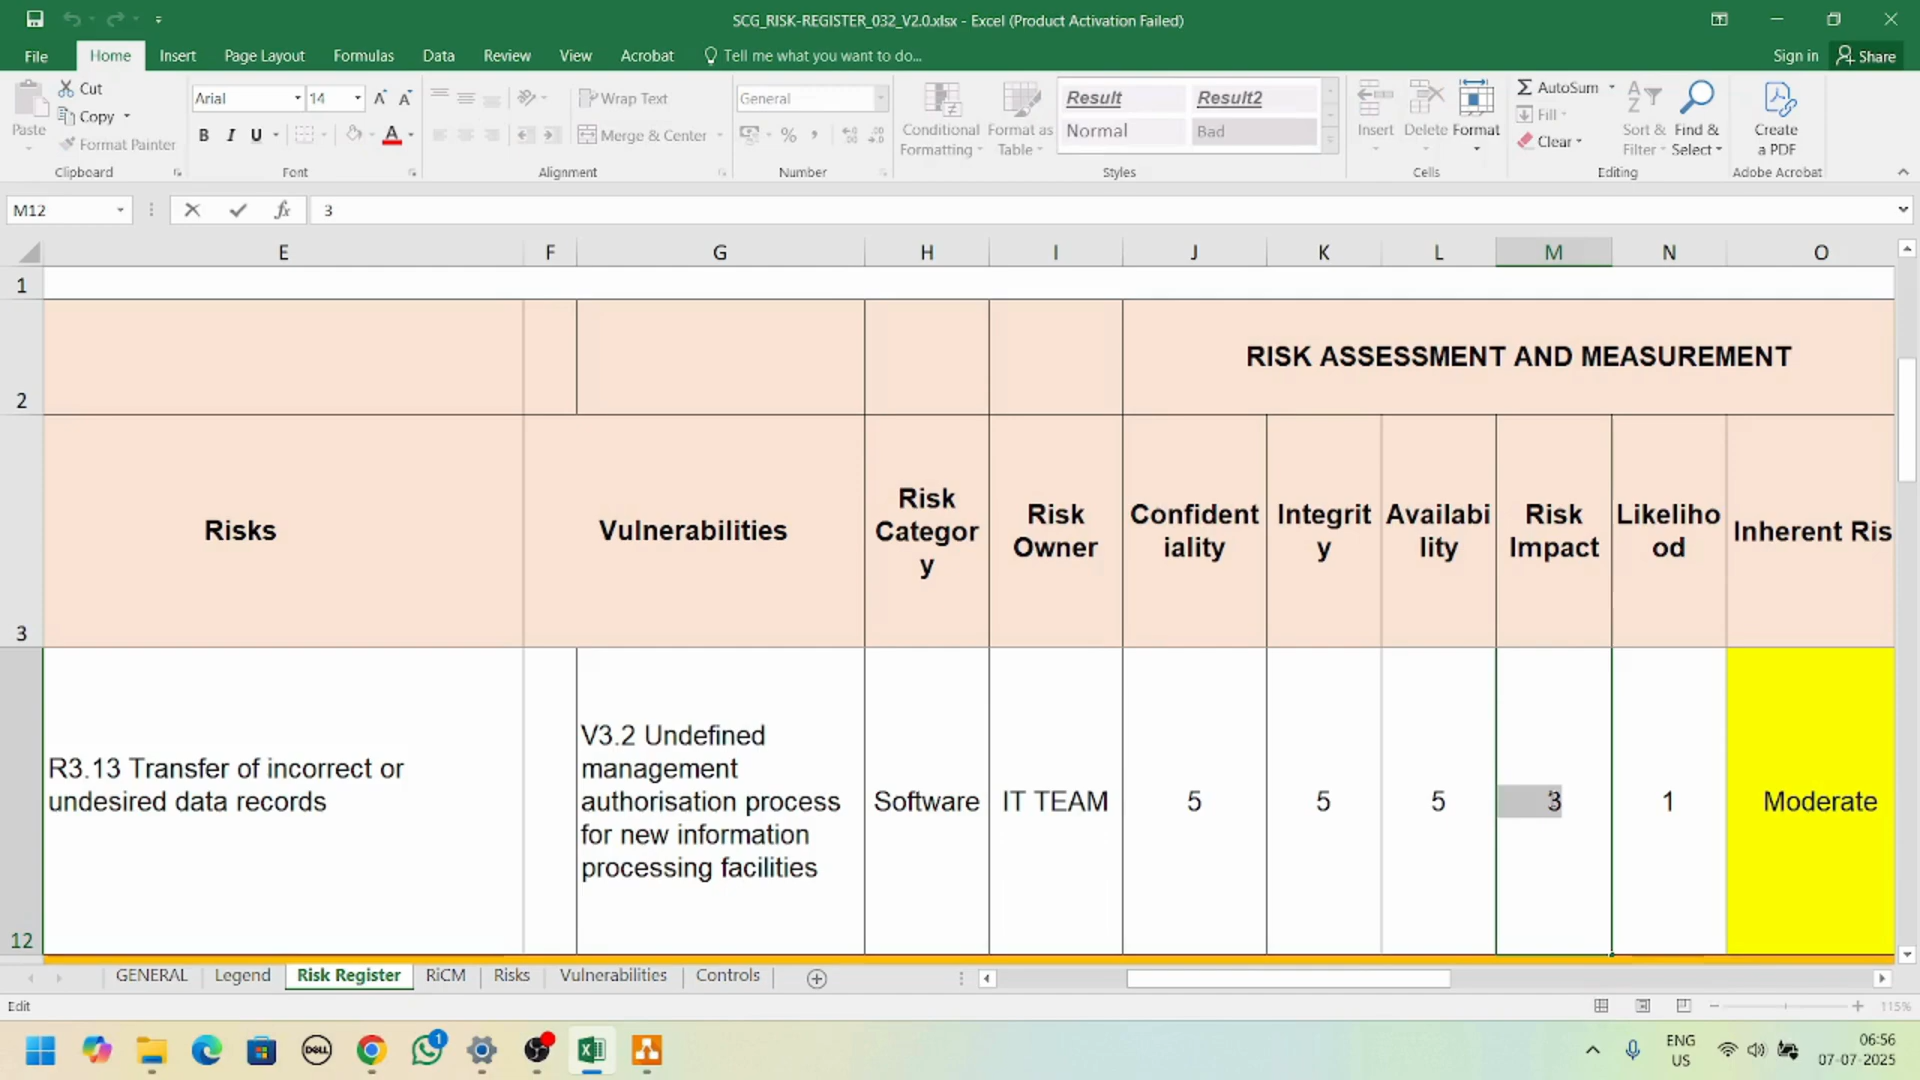 SCG_RISK-REGISTER_032_V2.0.xlsx - Excel (Product Activation Failed)
File Home Insert Page Layout Formulas Data Review View Acrobat Tell me what you want to do... Sign in Share
Paste
Cut
Copy
Format Painter
Clipboard
Arial 14
B I U
Font
Wrap Text
Merge & Center
Alignment
General
%
Number
Conditional
Formatting
Format as
Table
Result Result2
Normal Bad
Styles
Insert Delete Format
Cells
AutoSum
Fill
Clear
Sort &
Filter
Find &
Select
Editing
Create
a PDF
Adobe Acrobat
M12 fx 3
E F G H I J K L M N O
1
RISK ASSESSMENT AND MEASUREMENT
2
Risks
Vulnerabilities
Risk
Categor
y
Risk
Owner
Confident
iality
Integrit
y
Availabi
lity
Risk
Impact
Likeliho
od
Inherent Ris
3
R3.13 Transfer of incorrect or
undesired data records
V3.2 Undefined
management
authorisation process
for new information
processing facilities
Software
IT TEAM
5
5
5
3
1
Moderate
12
GENERAL Legend Risk Register RiCM Risks Vulnerabilities Controls
Edit
115%
DELL
1
ENG
US
06:56
07-07-2025